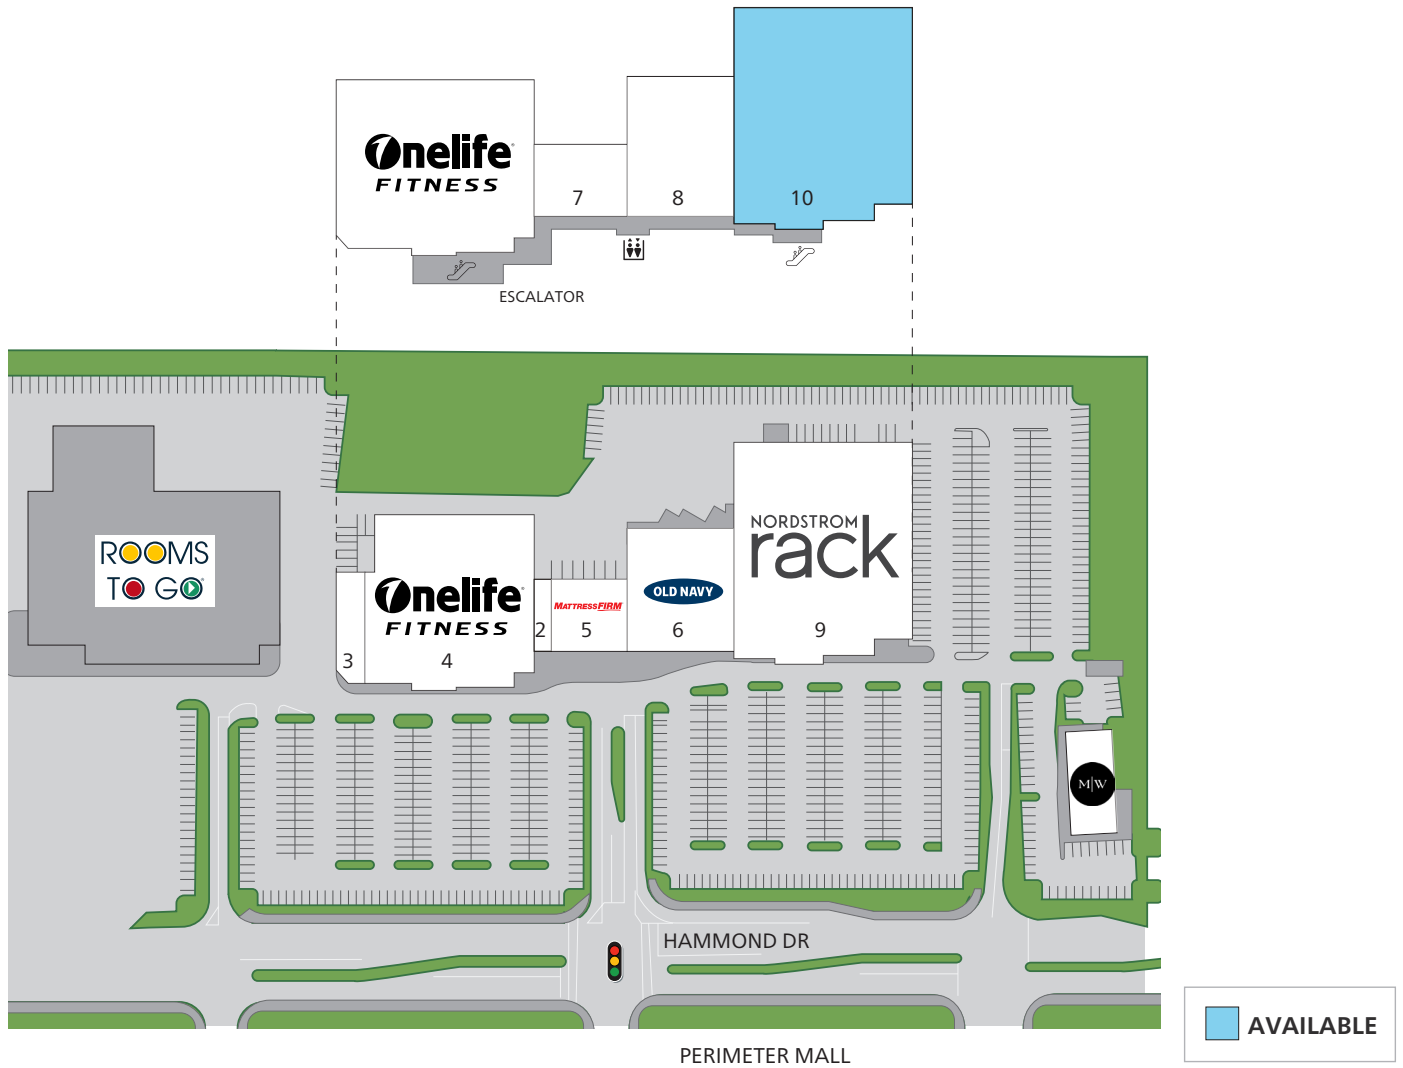 Onelife
FITNESS
7
8
10
ESCALATOR
ROOMS
TO GO
Onelife
FITNESS
3
4
2
MATTRESSFIRM
5
OLD NAVY
6
NORDSTROM
rack
9
M|W
HAMMOND DR
PERIMETER MALL
AVAILABLE